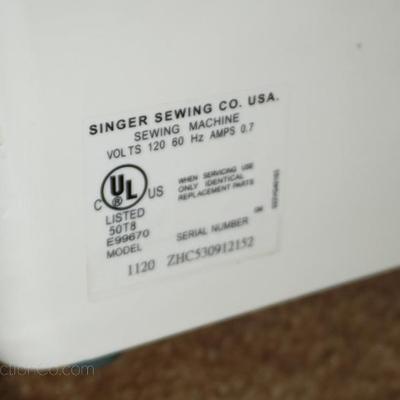 SINGER SEWING CO. USA.
SEWING MACHINE
VOLTS 120 60 Hz AMPS 0.7
UL
C US
LISTED
50T8
E99670
WHEN SERVICING USE
ONLY IDENTICAL
REPLACEMENT PARTS
MODEL
SERIAL NUMBER
1120 ZHC530912152